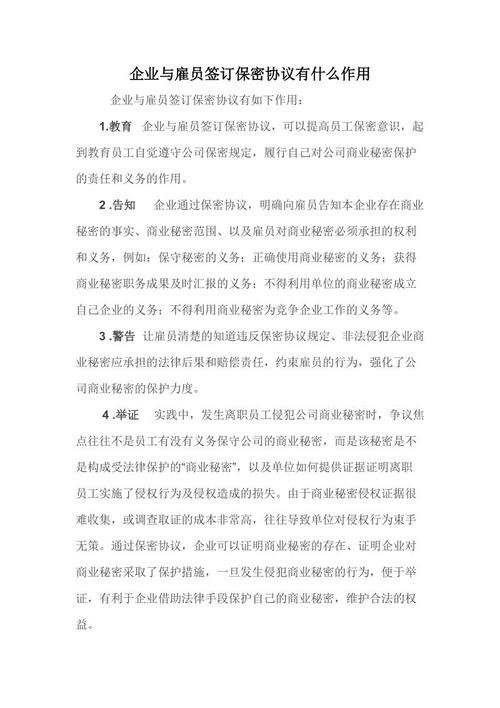 企业与雇员签订保密协议有什么作用
企业与雇员签订保密协议有如下作用：
1.教育 企业与雇员签订保密协议，可以提高员工保密意识，起
到教育员工自觉遵守公司保密规定，履行自己对公司商业秘密保护
的责任和义务的作用。
2 .告知 企业通过保密协议，明确向雇员告知本企业存在商业
秘密的事实、商业秘密范围、以及雇员对商业秘密必须承担的权利
和义务，例如：保守秘密的义务；正确使用商业秘密的义务；获得
商业秘密职务成果及时汇报的义务；不得利用单位的商业秘密成立
自己企业的义务；不得利用商业秘密为竞争企业工作的义务等。
3 .警告 让雇员清楚的知道违反保密协议规定、非法侵犯企业商
业秘密应承担的法律后果和赔偿责任，约束雇员的行为，强化了公
司商业秘密的保护力度。
4 .举证 实践中，发生离职员工侵犯公司商业秘密时，争议焦
点往往不是员工有没有义务保守公司的商业秘密，而是该秘密是不
是构成受法律保护的“商业秘密”，以及单位如何提供证据证明离职
员工实施了侵权行为及侵权造成的损失。由于商业秘密侵权证据很
难收集，或调查取证的成本非常高，往往导致单位对侵权行为束手
无策。通过保密协议，企业可以证明商业秘密的存在、证明企业对
商业秘密采取了保护措施，一旦发生侵犯商业秘密的行为，便于举
证，有利于企业借助法律手段保护自己的商业秘密，维护合法的权
益。